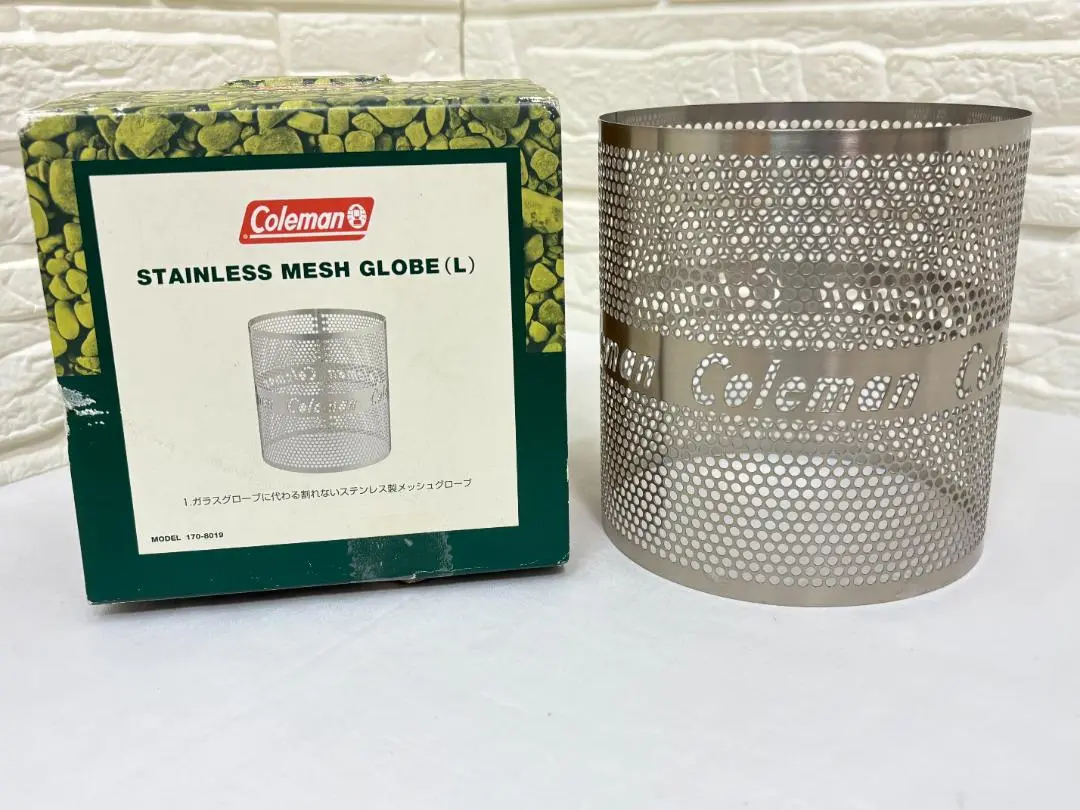 Coleman
STAINLESS MESH GLOBE(L)
Coleman
1.ガラスグローブに代わる割れないステンレス製メッシュグローブ
MODEL 170-8019
eman Coleman Co